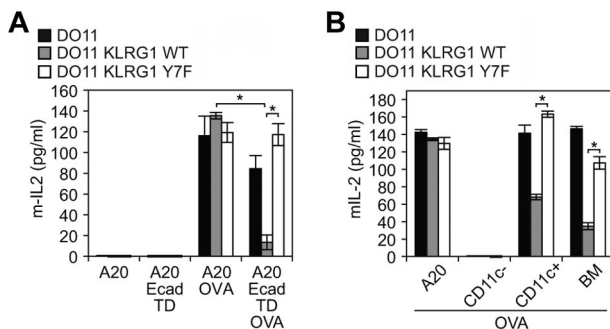 A
DO11
DO11 KLRG1 WT
DO11 KLRG1 Y7F
m-IL2 (pg/ml)
160
140
120
100
80
60
40
20
0
*
*
A20
A20
Ecad
TD
A20
OVA
A20
Ecad
TD
OVA
B
DO11
DO11 KLRG1 WT
DO11 KLRG1 Y7F
mIL-2 (pg/ml)
180
160
140
120
100
80
60
40
20
0
*
*
A20
CD11c-
CD11c+
BM
OVA